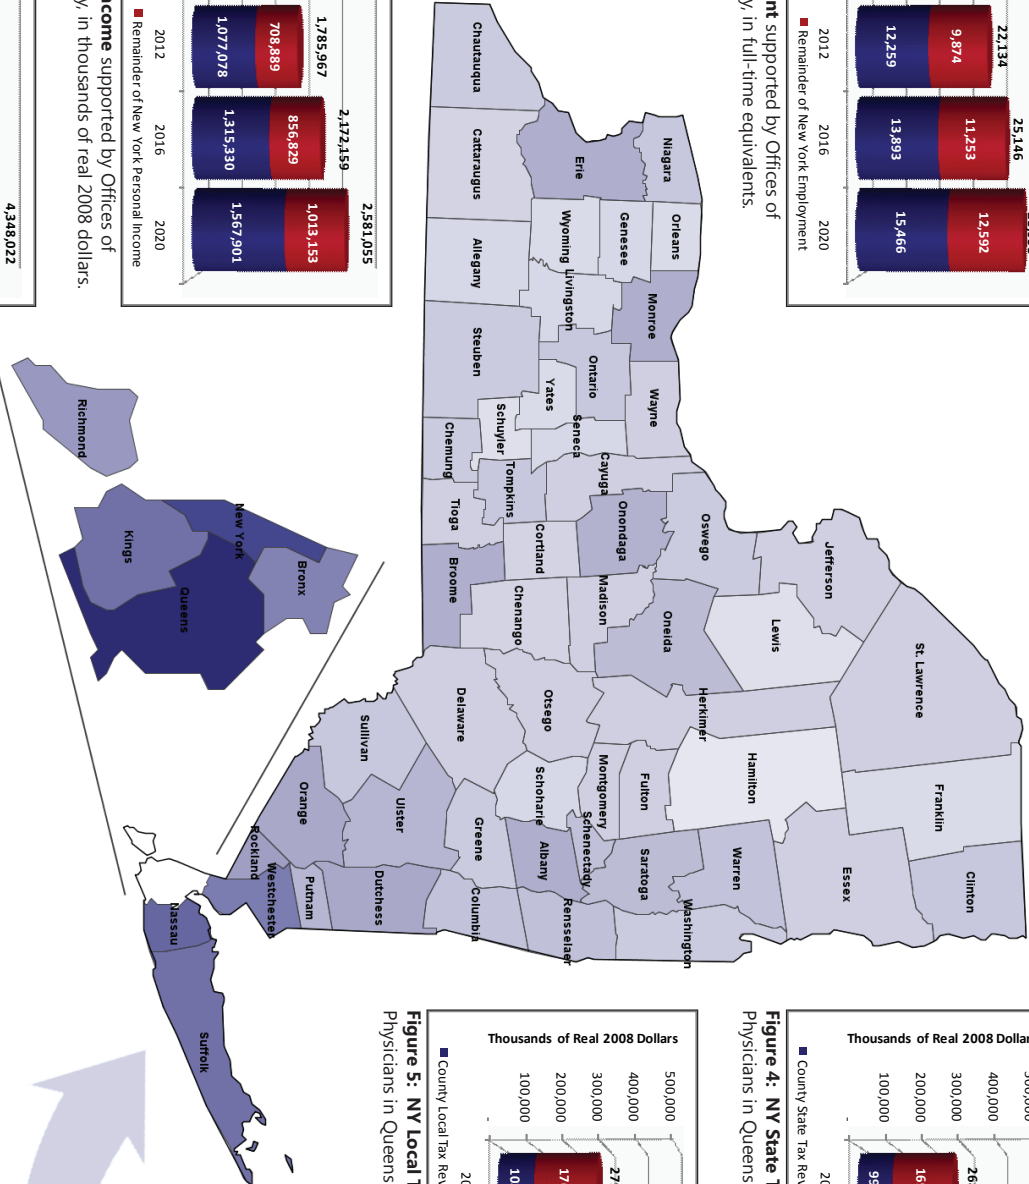 22,134
9,874
12,259
2012
25,146
11,253
13,893
2016
12,592
15,466
2020
Remainder of New York Employment
nt supported by Offices of
y, in full-time equivalents.
1,785,967
708,889
1,077,078
2012
2,172,159
856,829
1,315,330
2016
2,581,055
1,013,153
1,567,901
2020
Remainder of New York Personal Income
ncome supported by Offices of
y, in thousands of real 2008 dollars.
4,348,022
Chautauqua
Cattaraugus
Allegany
Steuben
Chemung
Tioga
Broome
Erie
Niagara
Orleans
Genesee
Wyoming
Livingston
Monroe
Ontario
Yates
Wayne
Seneca
Schuyler
Tompkins
Cayuga
Onondaga
Cortland
Oswego
Jefferson
Lewis
St. Lawrence
Oneida
Madison
Chenango
Herkimer
Otsego
Delaware
Sullivan
Hamilton
Franklin
Clinton
Essex
Fulton
Montgomery
Schoharie
Schenectady
Saratoga
Warren
Washington
Albany
Rensselaer
Greene
Columbia
Ulster
Dutchess
Orange
Putnam
Rockland
Westchester
Nassau
Suffolk
Richmond
Kings
New York
Queens
Bronx
Thousands of Real 2008 Dollar
400,000
300,000
200,000
100,000
-
County State Tax Rev
Figure 4: NY State T
Physicians in Queens
Thousands of Real 2008 Dollars
500,000
400,000
300,000
200,000
100,000
-
County Local Tax Rev
Figure 5: NY Local T
Physicians in Queens